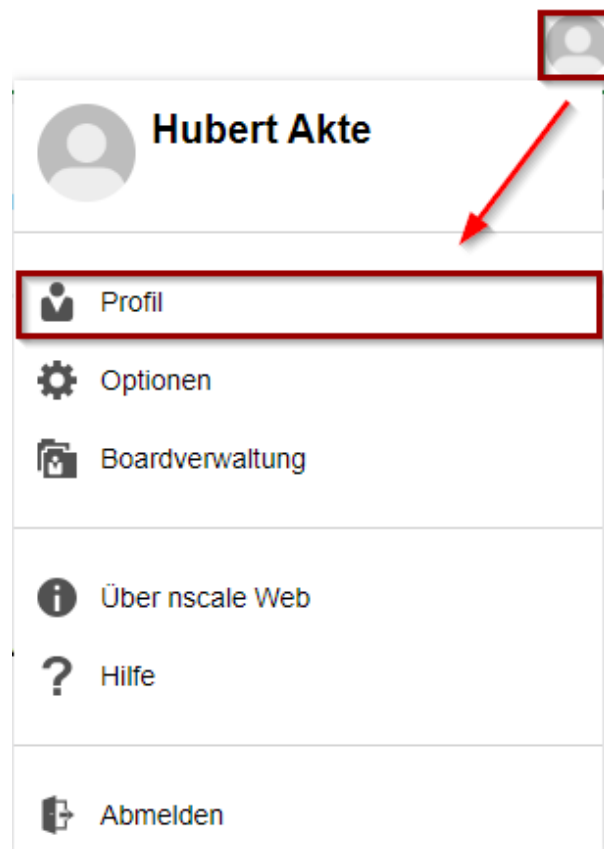 Hubert Akte
Profil
Optionen
Boardverwaltung
Über nscale Web
Hilfe
Abmelden